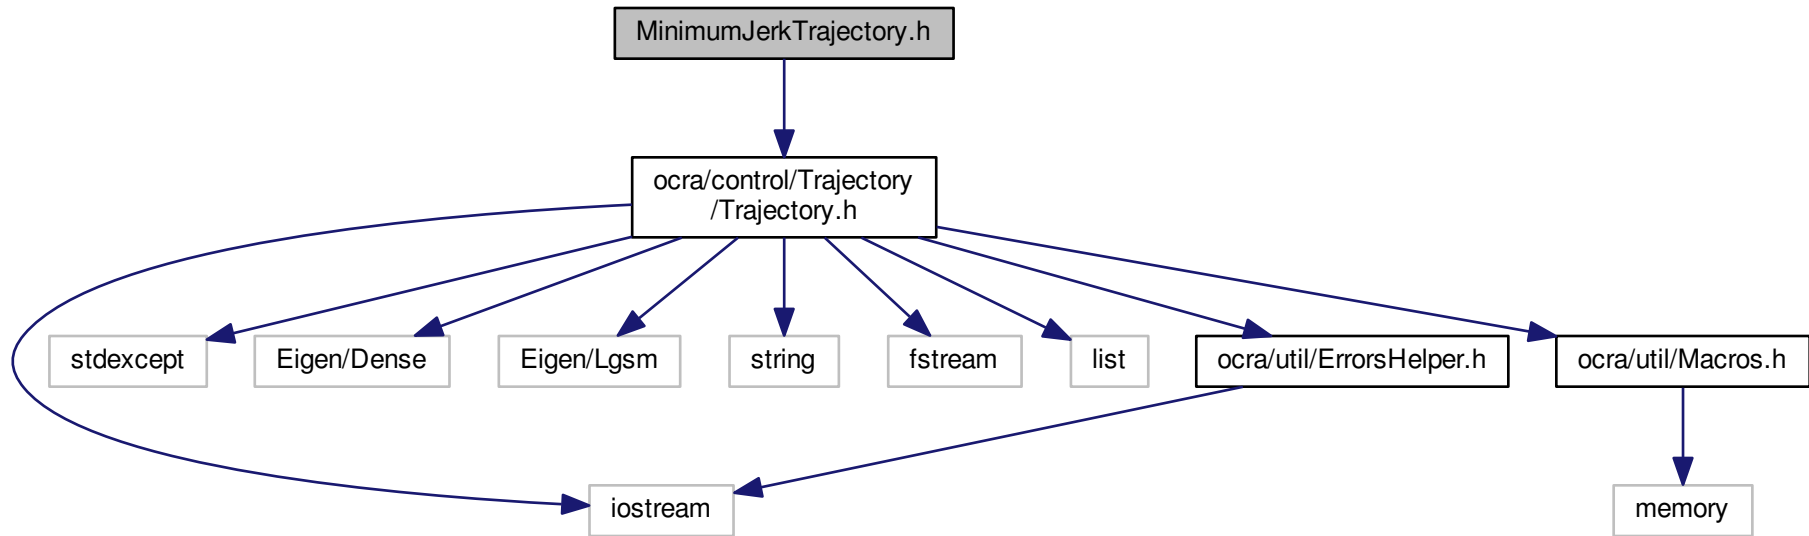 MinimumJerkTrajectory.h
ocra/control/Trajectory
/Trajectory.h
stdexcept
Eigen/Dense
Eigen/Lgsm
string
fstream
list
ocra/util/ErrorsHelper.h
ocra/util/Macros.h
iostream
memory